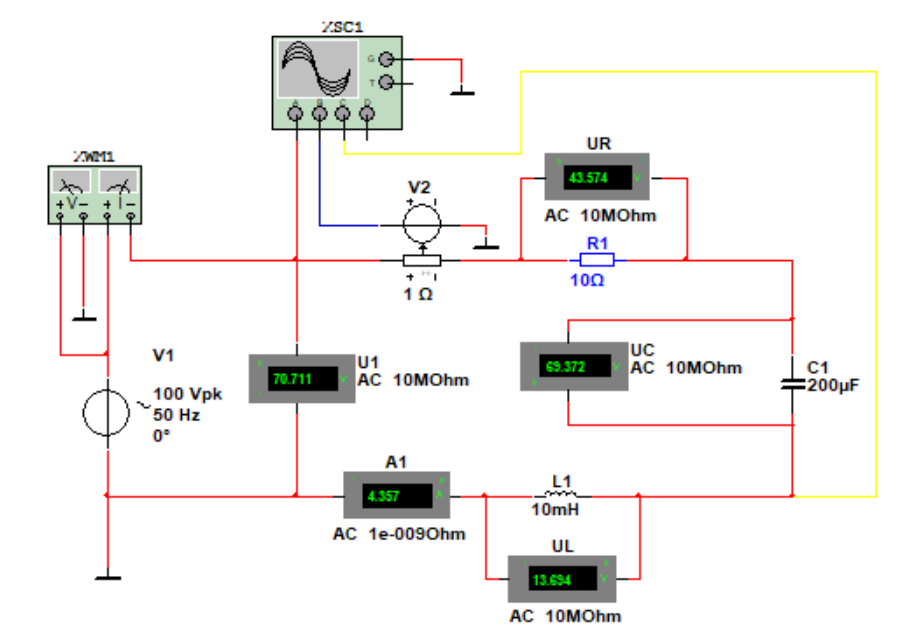 XSC1
G
T
A B C D
XWM1
+ V - + I -
V2
+ I
+ I
1 Ω
UR
43.574 V
AC 10MOhm
R1
10Ω
V1
100 Vpk
50 Hz
0°
U1
70.711 V
AC 10MOhm
UC
69.372 V
AC 10MOhm
C1
200µF
A1
4.357 A
AC 1e-009Ohm
L1
10mH
UL
13.694 V
AC 10MOhm